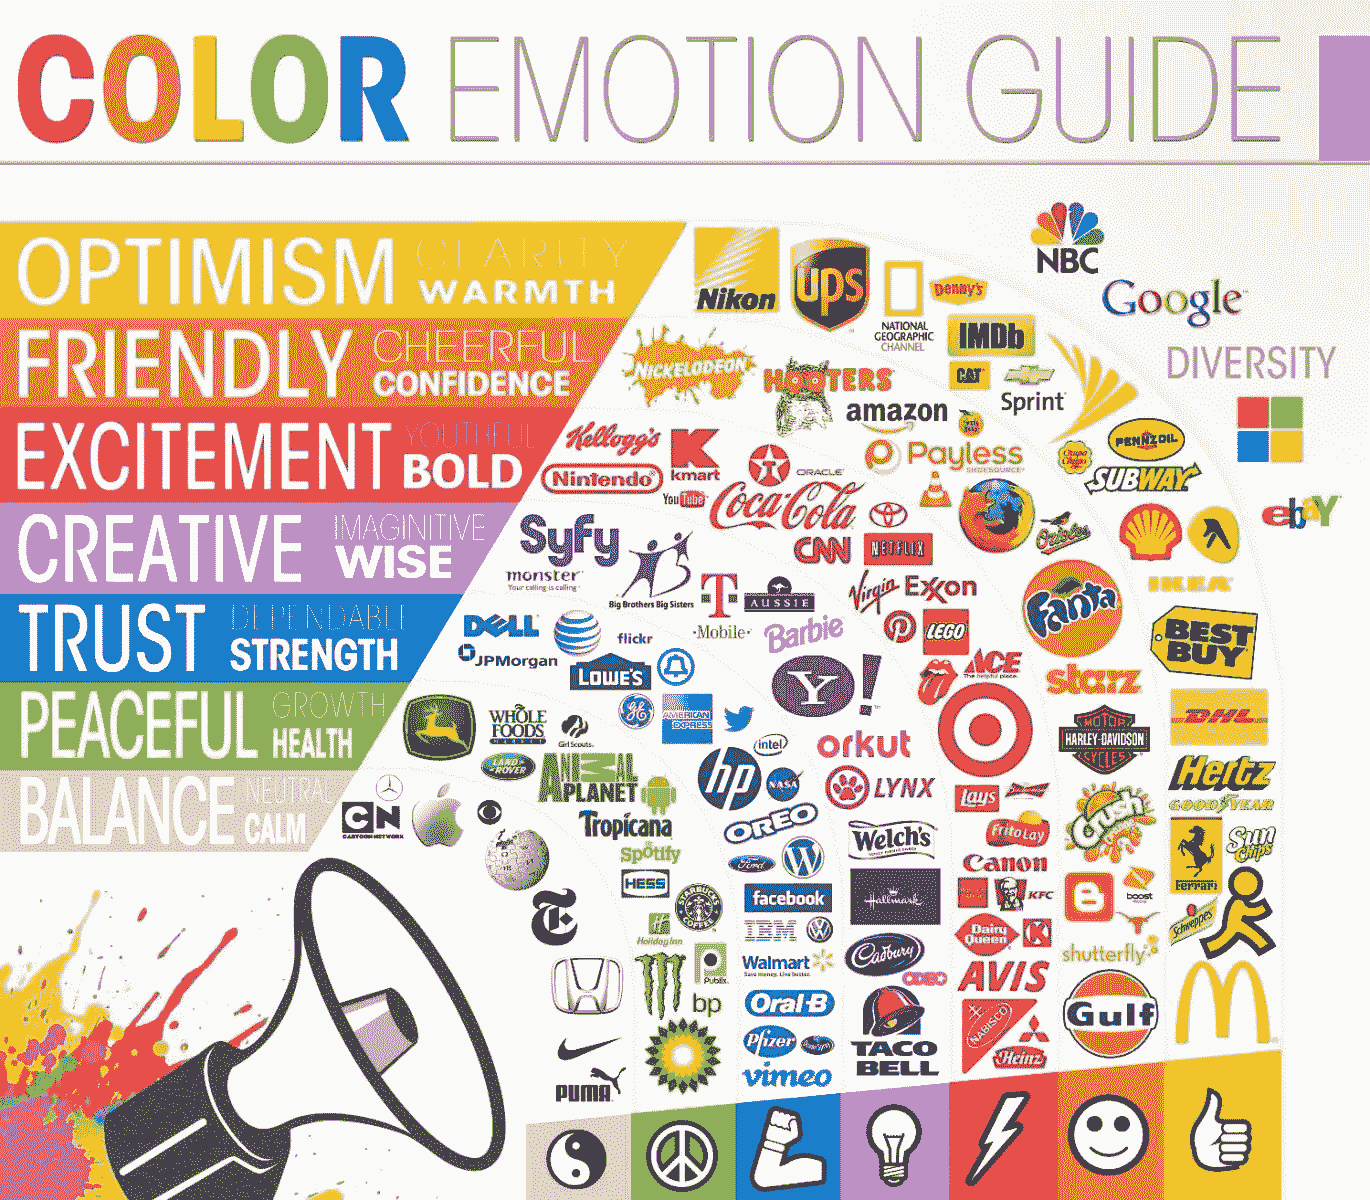 COLOR EMOTION GUIDE
OPTIMISM CLARITY
WARMTH
FRIENDLY CHEERFUL
CONFIDENCE
EXCITEMENT YOUTHFUL
BOLD
CREATIVE IMAGINITIVE
WISE
TRUST DEPENDABLE
STRENGTH
PEACEFUL GROWTH
HEALTH
BALANCE NEUTRAL
CALM
NBC
Google
DIVERSITY
ebay
Nikon
ups
NATIONAL
GEOGRAPHIC
CHANNEL
Denny's
IMDb
CAT
Sprint
PENNZOIL
SUBWAY
IKEA
BEST
BUY
DHL
Hertz
GOODYEAR
Ferrari
Sun
Chips
Schweppes
M
NICKELODEON
HOOTERS
amazon
Payless
SHOESOURCE
Chupa
Chups
Orioles
Fanta
starz
MOTOR
HARLEY-DAVIDSON
CYCLES
Crush
B
boost
shutterfly
Gulf
Kellogg's
K
kmart
Nintendo
YouTube
ORACLE
Coca-Cola
CNN
NETFLIX
Virgin
Exxon
LEGO
ACE
The helpful place.
Lay's
Budweiser
FritoLay
Canon
KFC
Dairy
Queen
K
AVIS
NABISCO
Heinz
Syfy
monster
Your calling is calling
Big Brothers Big Sisters
T
·Mobile·
AUSSIE
Barbie
Y!
orkut
LYNX
Welch's
Hallmark
Cadbury
ODEO
TACO
BELL
DELL
flickr
JPMorgan
LOWE'S
GE
AMERICAN
EXPRESS
intel
hp
NASA
OREO
Ford
W
facebook
IBM
VW
Walmart
Save money. Live better.
Oral-B
Pfizer
vimeo
WHOLE
FOODS
MARKET
Girl Scouts
LAND
ROVER
ANIMAL
PLANET
Tropicana
Spotify
HESS
STARBUCKS
COFFEE
H
Holiday Inn
P
Publix
bp
CN
CARTOON NETWORK
T
PUMA